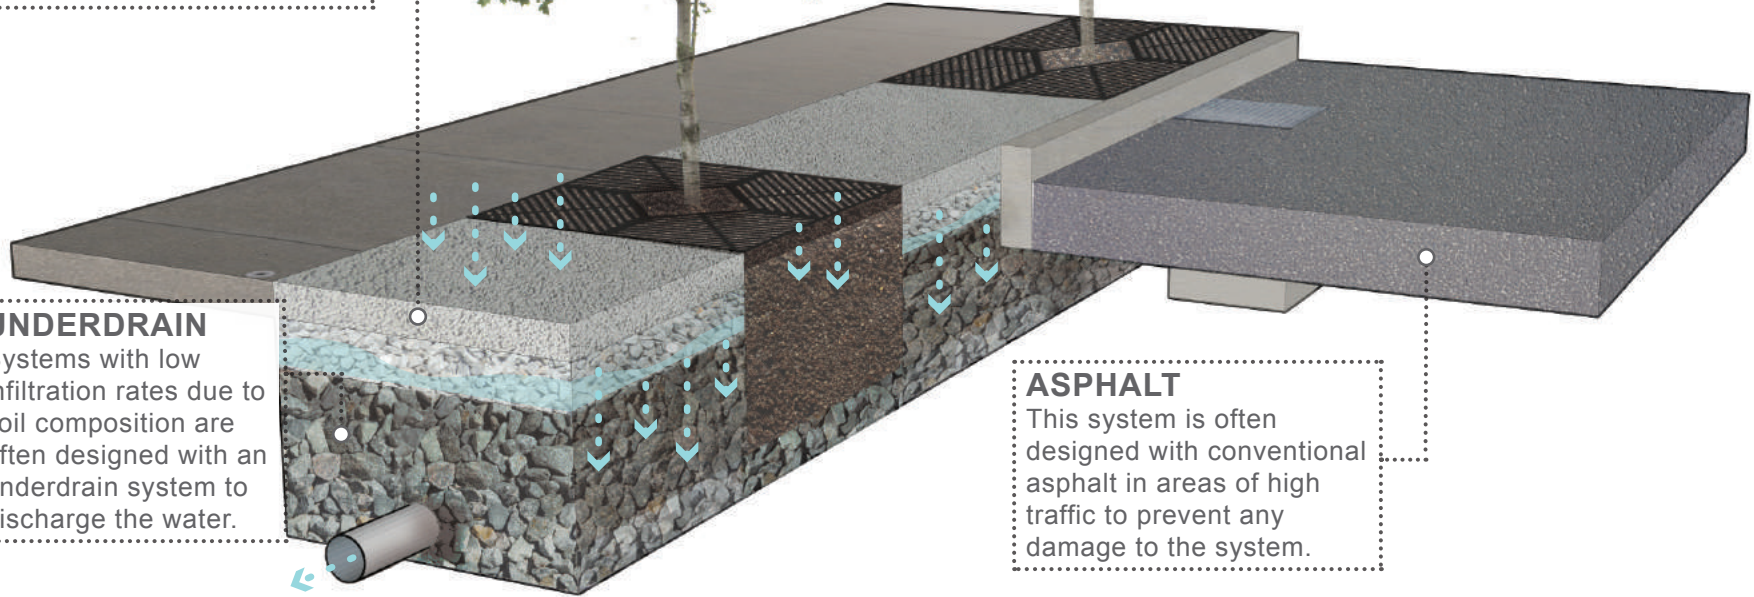 UNDERDRAIN
systems with low
nfiltration rates due to
oil composition are
ften designed with an
nderdrain system to
ischarge the water.
ASPHALT
This system is often
designed with conventional
asphalt in areas of high
traffic to prevent any
damage to the system.